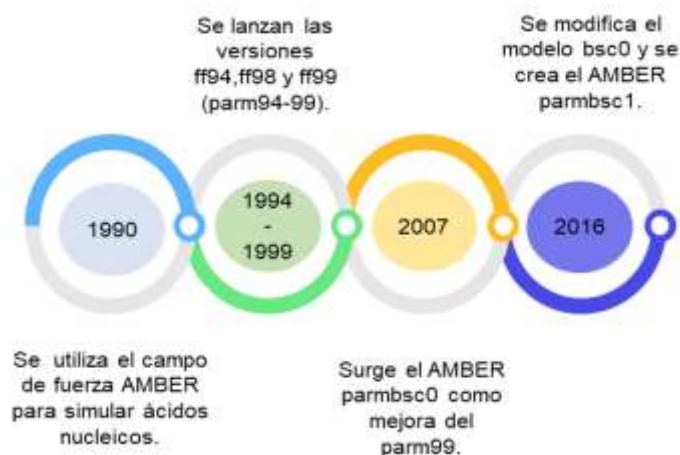 Se lanzan las
versiones
ff94,ff98 y ff99
(parm94-99).
Se modifica el
modelo bsc0 y se
crea el AMBER
parmbsc1.
1990
1994
-
1999
2007
2016
Se utiliza el campo
de fuerza AMBER
para simular ácidos
nucleicos.
Surge el AMBER
parmbsc0 como
mejora del
parm99.